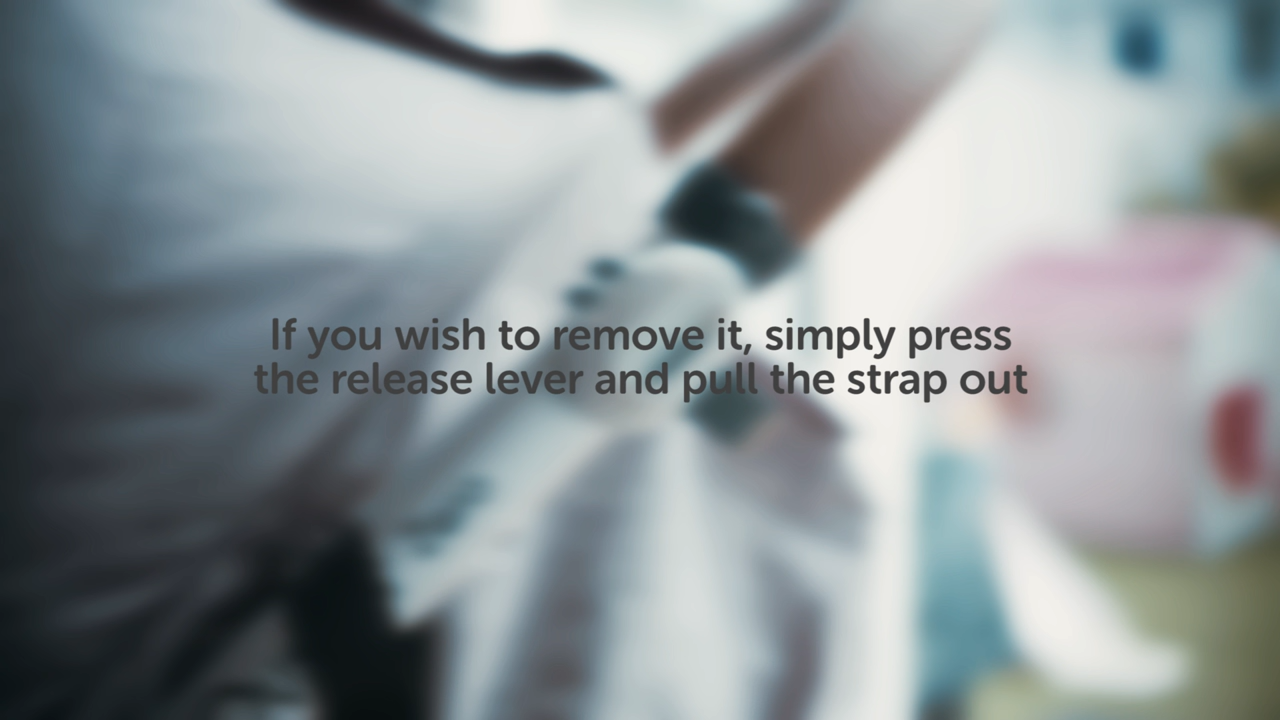 If you wish to remove it, simply press
the release lever and pull the strap out